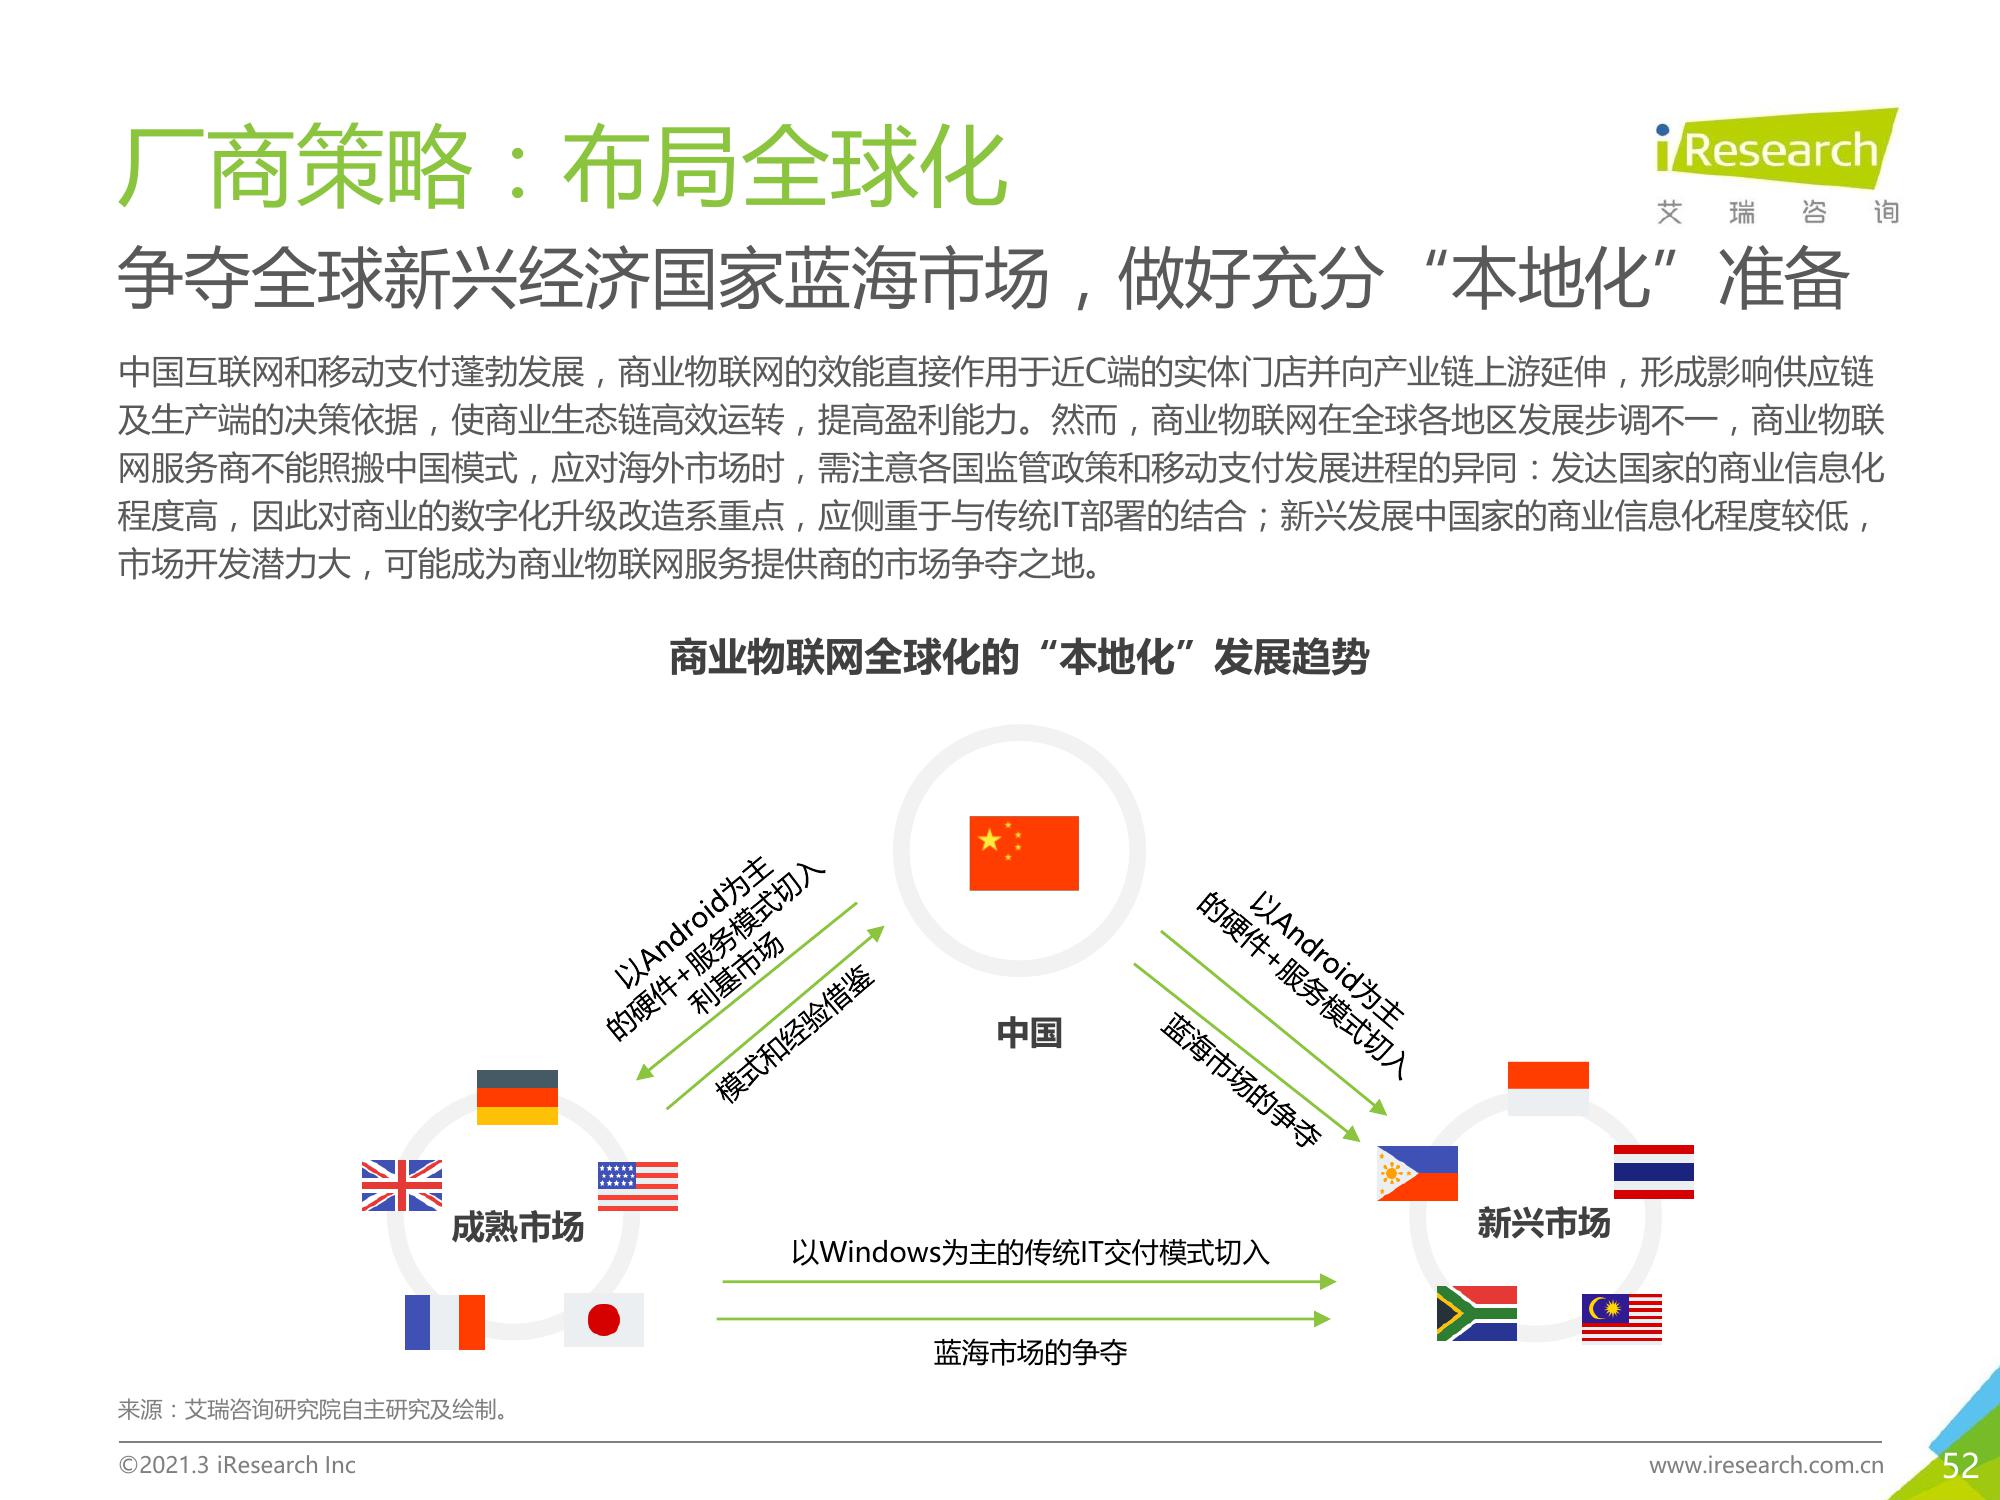 厂商策略：布局全球化
iResearch
艾瑞咨询
争夺全球新兴经济国家蓝海市场，做好充分“本地化”准备
中国互联网和移动支付蓬勃发展，商业物联网的效能直接作用于近C端的实体门店并向产业链上游延伸，形成影响供应链
及生产端的决策依据，使商业生态链高效运转，提高盈利能力。然而，商业物联网在全球各地区发展步调不一，商业物联
网服务商不能照搬中国模式，应对海外市场时，需注意各国监管政策和移动支付发展进程的异同：发达国家的商业信息化
程度高，因此对商业的数字化升级改造系重点，应侧重于与传统IT部署的结合；新兴发展中国家的商业信息化程度较低，
市场开发潜力大，可能成为商业物联网服务提供商的市场争夺之地。
商业物联网全球化的“本地化”发展趋势
以Android为主
的硬件+服务模式切入
利基市场
模式和经验借鉴
中国
以Android为主
的硬件+服务模式切入
蓝海市场的争夺
成熟市场
新兴市场
以Windows为主的传统IT交付模式切入
蓝海市场的争夺
来源：艾瑞咨询研究院自主研究及绘制。
©2021.3 iResearch Inc
www.iresearch.com.cn
52